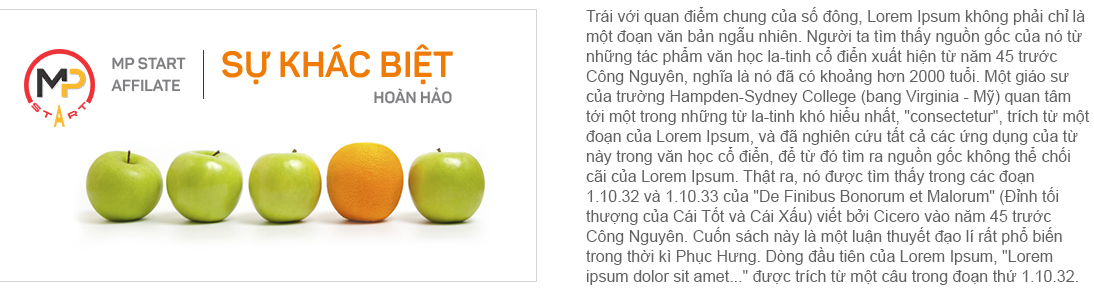 MP
START
MP START
AFFILATE
SỰ KHÁC BIỆT
HOÀN HẢO
Trái với quan điểm chung của số đông, Lorem Ipsum không phải chỉ là
một đoạn văn bản ngẫu nhiên. Người ta tìm thấy nguồn gốc của nó từ
những tác phẩm văn học la-tinh cổ điển xuất hiện từ năm 45 trước
Công Nguyên, nghĩa là nó đã có khoảng hơn 2000 tuổi. Một giáo sư
của trường Hampden-Sydney College (bang Virginia - Mỹ) quan tâm
tới một trong những từ la-tinh khó hiểu nhất, "consectetur", trích từ một
đoạn của Lorem Ipsum, và đã nghiên cứu tất cả các ứng dụng của từ
này trong văn học cổ điển, để từ đó tìm ra nguồn gốc không thể chối
cãi của Lorem Ipsum. Thật ra, nó được tìm thấy trong các đoạn
1.10.32 và 1.10.33 của "De Finibus Bonorum et Malorum" (Đỉnh tối
thượng của Cái Tốt và Cái Xấu) viết bởi Cicero vào năm 45 trước
Công Nguyên. Cuốn sách này là một luận thuyết đạo lí rất phổ biến
trong thời kì Phục Hưng. Dòng đầu tiên của Lorem Ipsum, "Lorem
ipsum dolor sit amet..." được trích từ một câu trong đoạn thứ 1.10.32.